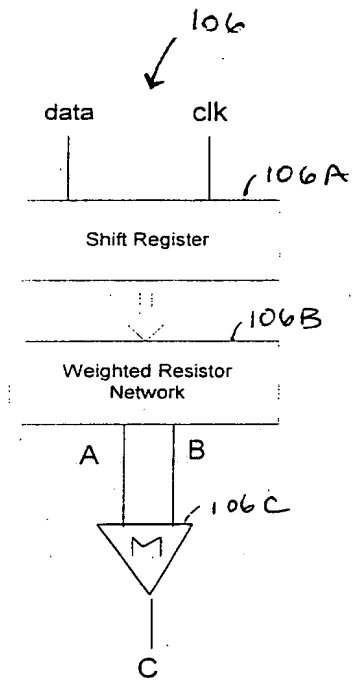 106
data clk
106A
Shift Register
106B
Weighted Resistor
Network
A B
106C
C